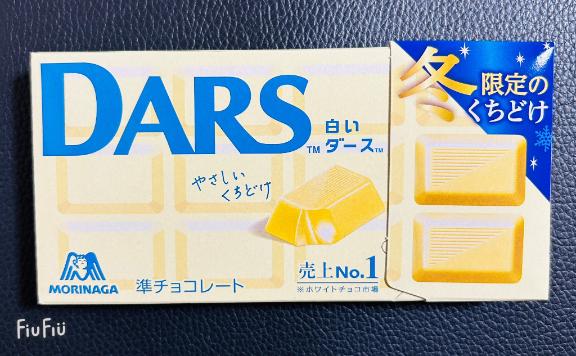 DARS
白い
TM ダース TM
やさしい
くちどけ
売上No.1
※ホワイトチョコ市場
MORINAGA
準チョコレート
冬限定の
くちどけ
FiuFiu